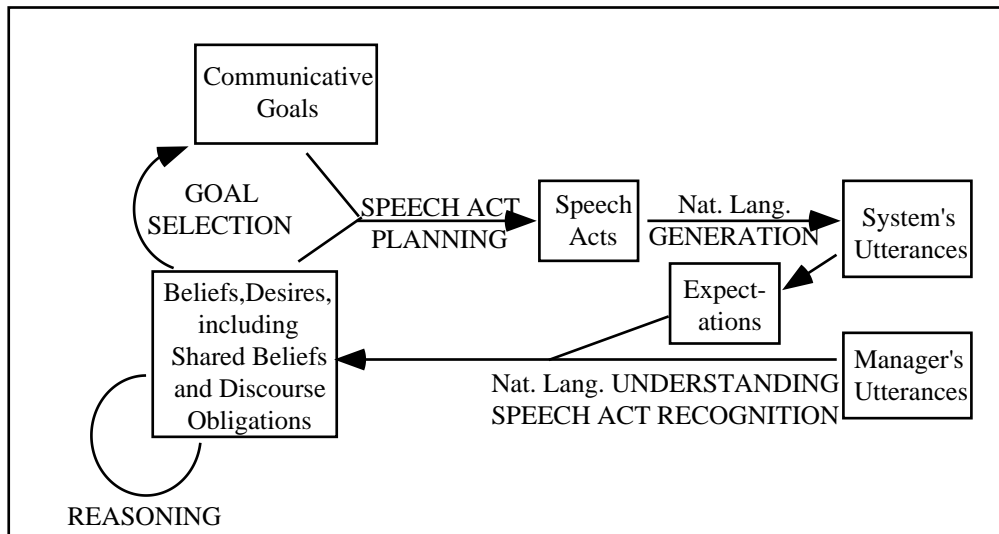 Communicative
Goals
GOAL
SELECTION
SPEECH ACT
PLANNING
Speech
Acts
Nat. Lang.
GENERATION
System's
Utterances
Expect-
ations
Beliefs,Desires,
including
Shared Beliefs
and Discourse
Obligations
Nat. Lang. UNDERSTANDING
SPEECH ACT RECOGNITION
Manager's
Utterances
REASONING